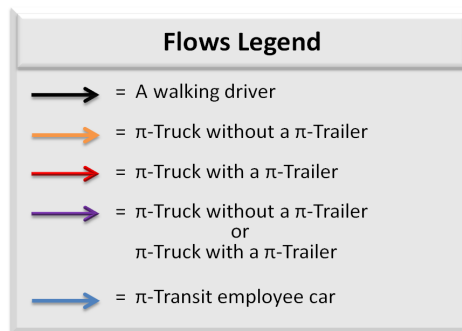 Flows Legend
= A walking driver
= π-Truck without a π-Trailer
= π-Truck with a π-Trailer
= π-Truck without a π-Trailer
or
π-Truck with a π-Trailer
= π-Transit employee car